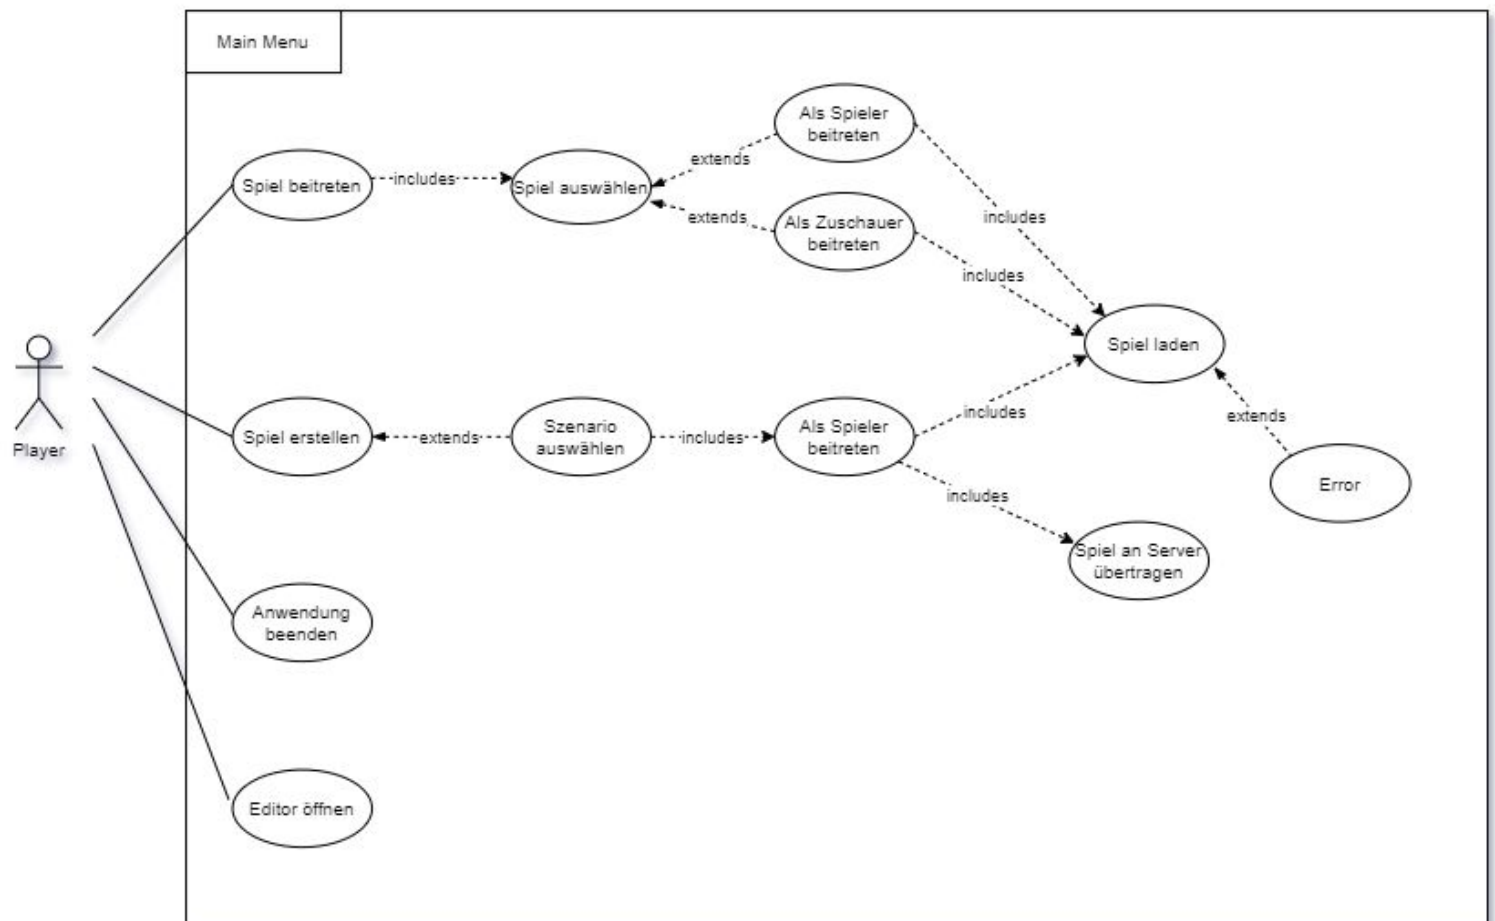 Main Menu
Als Spieler
beitreten
extends
Spiel beitreten
includes
Spiel auswählen
includes
extends
Als Zuschauer
beitreten
includes
Spiel laden
Player
Spiel erstellen
extends
Szenario
auswählen
includes
Als Spieler
beitreten
includes
extends
Error
includes
Spiel an Server
übertragen
Anwendung
beenden
Editor öffnen